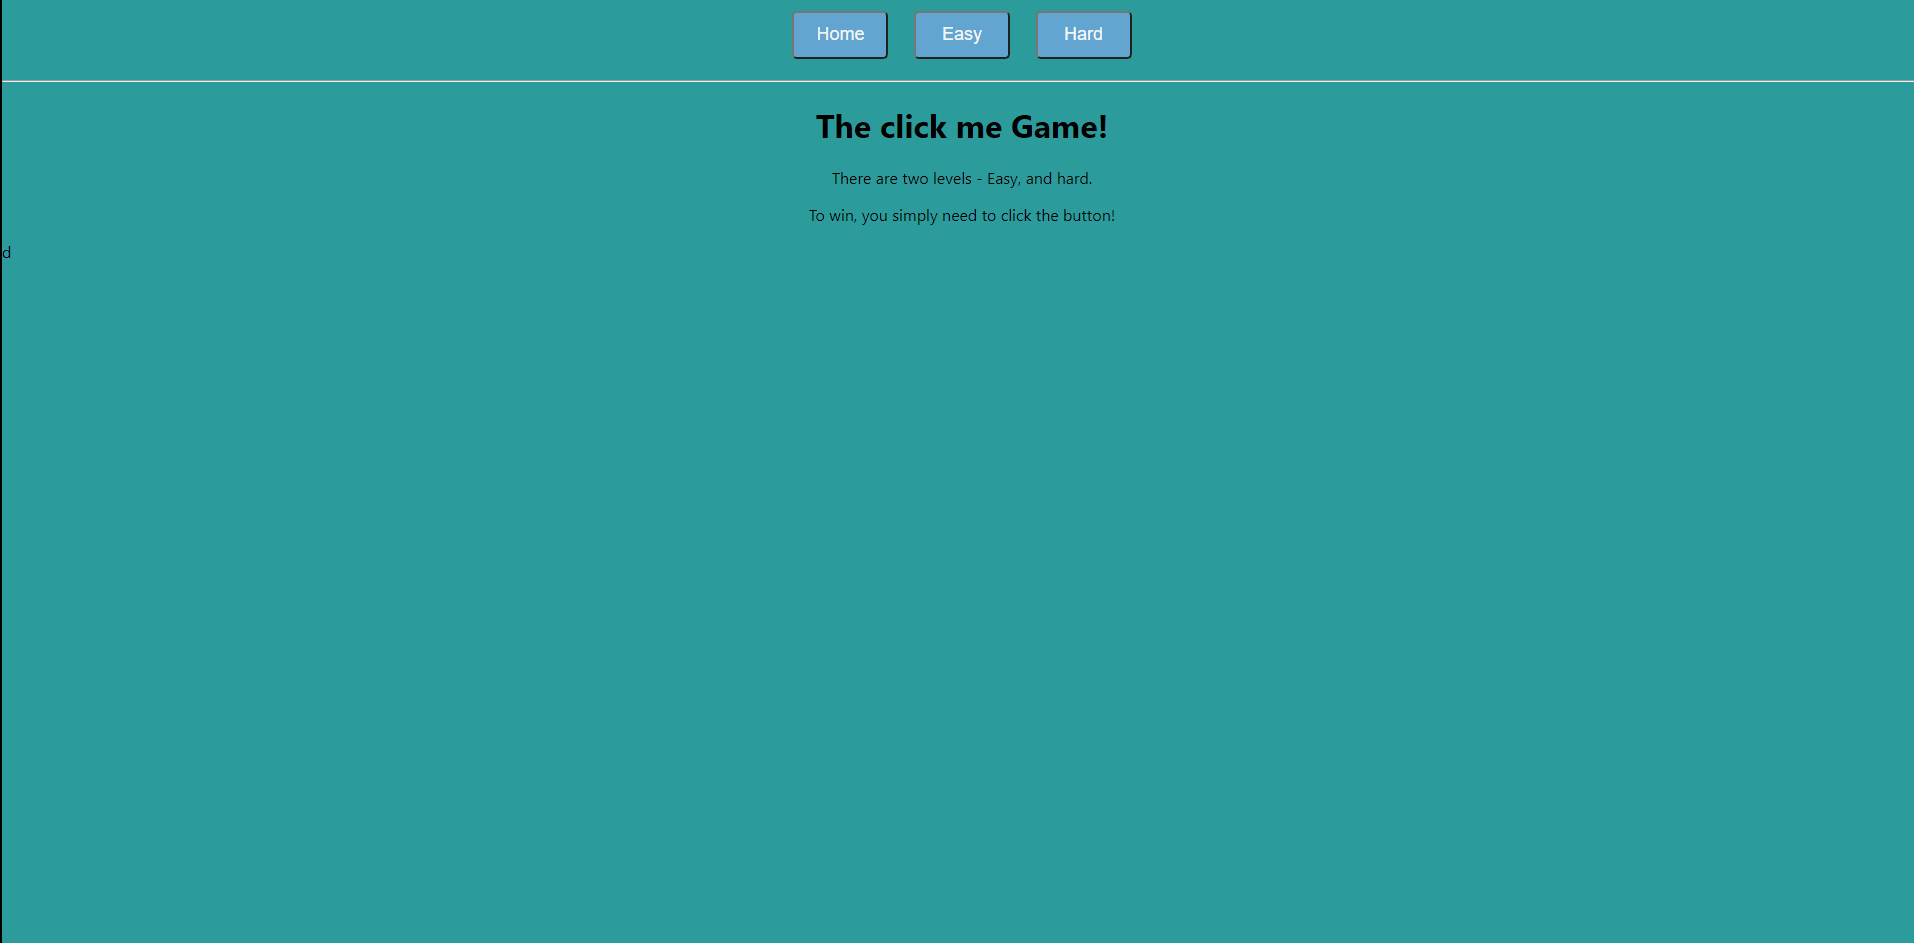 Home Easy Hard
The click me Game!
There are two levels - Easy, and hard.
To win, you simply need to click the button!
d